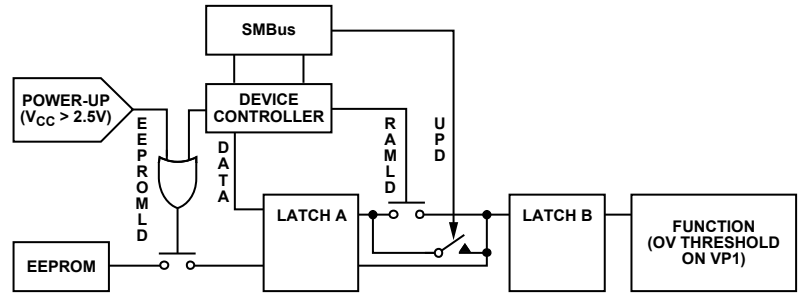 SMBus
POWER-UP
(VCC > 2.5V)
DEVICE
CONTROLLER
EEPROMLD
DATA
RAMLD
UPD
LATCH A
LATCH B
FUNCTION
(OV THRESHOLD
ON VP1)
EEPROM